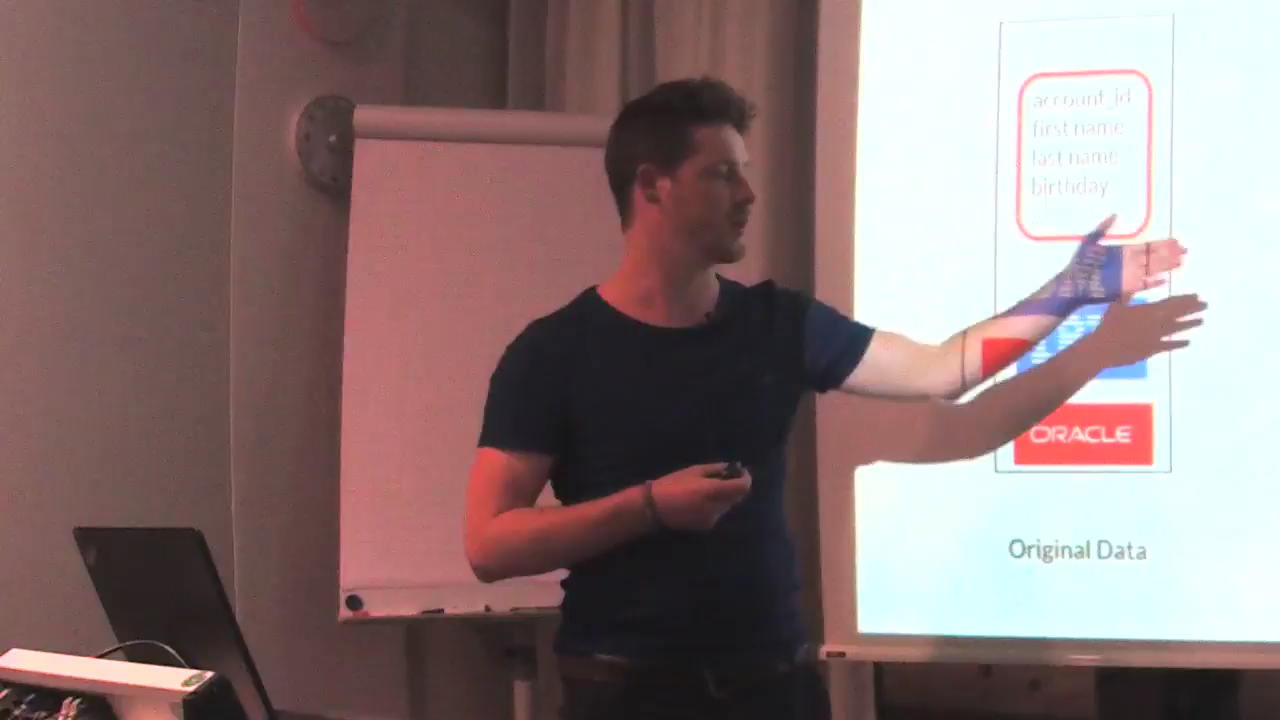 account_id
first name
last name
birthday
ORACLE
Original Data